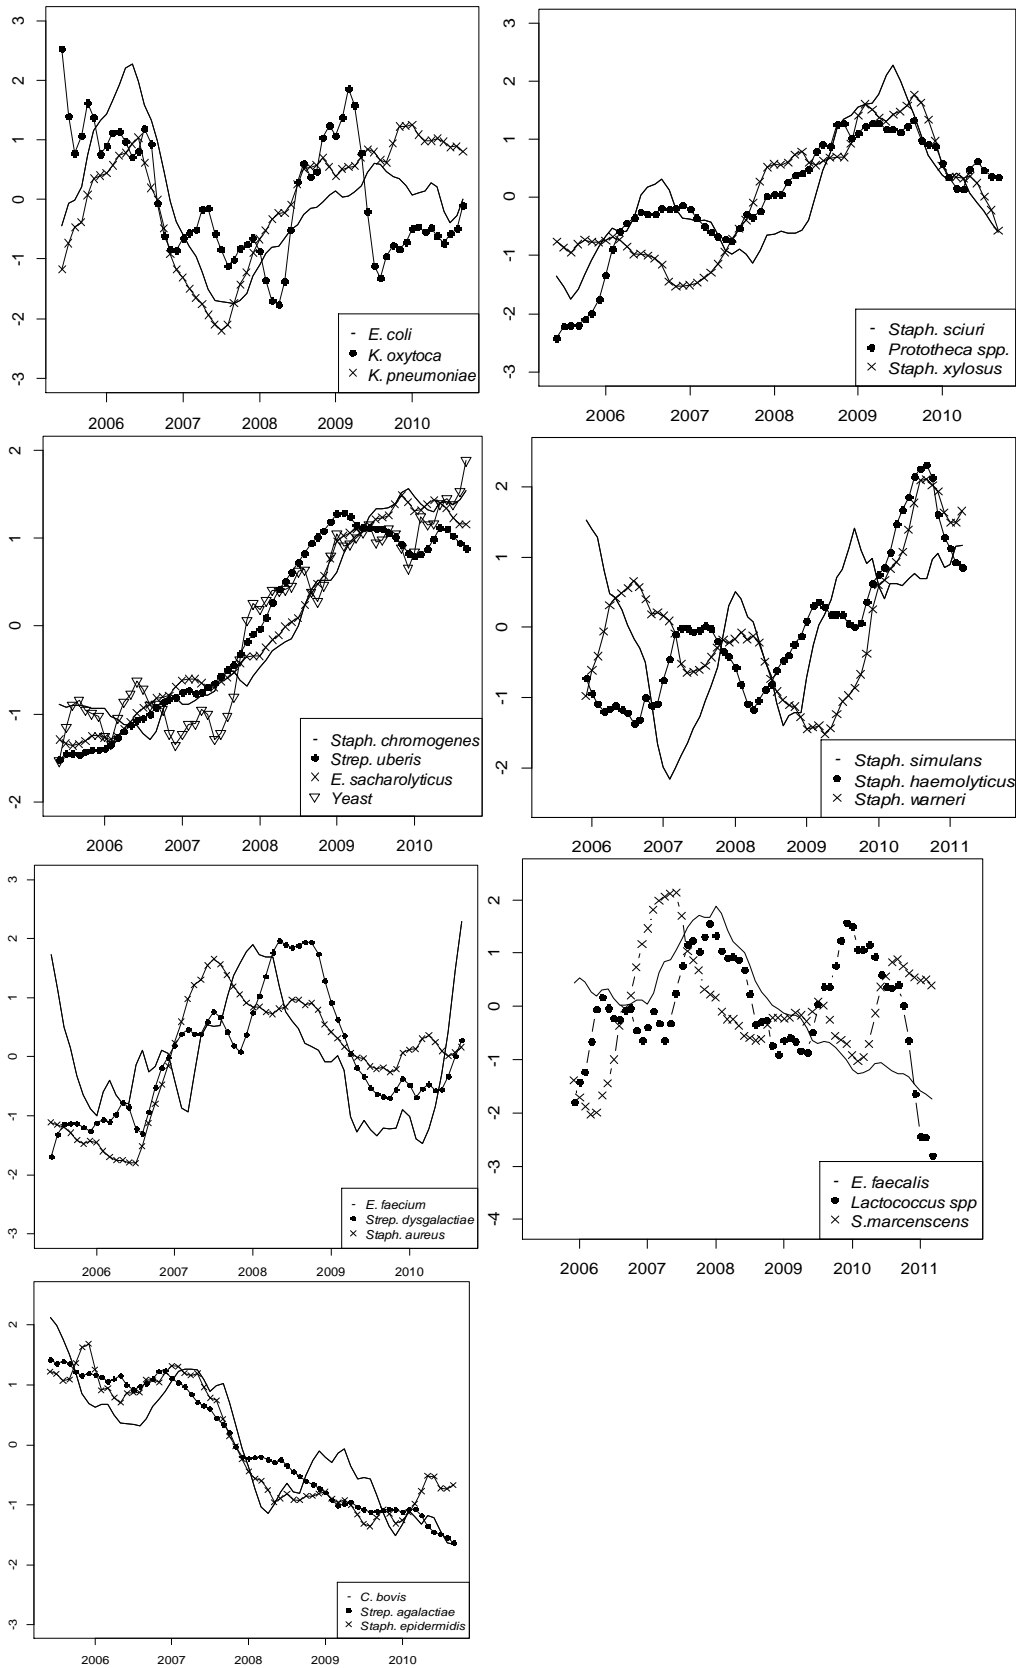 3
2
1
0
-1
-2
-3
2006 2007 2008 2009 2010
- E. coli
K. oxytoca
K. pneumoniae
3
2
1
0
-1
-2
-3
2006 2007 2008 2009 2010
- Staph. sciuri
Prototheca spp.
Staph. xylosus
2
1
0
-1
-2
2006 2007 2008 2009 2010
- Staph. chromogenes
Strep. uberis
E. sacharolyticus
Yeast
2
1
0
-1
-2
2006 2007 2008 2009 2010 2011
- Staph. simulans
Staph. haemolyticus
Staph. warneri
3
2
1
0
-1
-2
-3
2006 2007 2008 2009 2010
- E. faecium
Strep. dysgalactiae
Staph. aureus
2
1
0
-1
-2
-3
-4
2006 2007 2008 2009 2010 2011
- E. faecalis
Lactococcus spp
S.marcenscens
2
1
0
-1
-2
-3
2006 2007 2008 2009 2010
- C. bovis
Strep. agalactiae
Staph. epidermidis